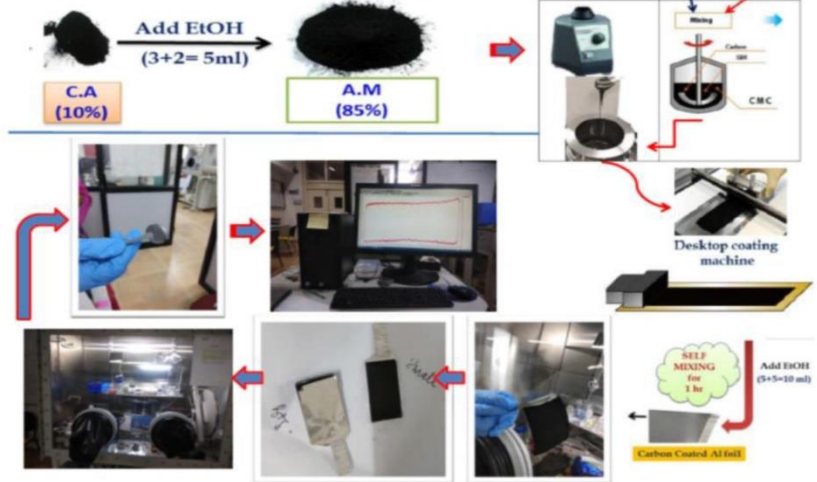 Add EtOH
(3+2= 5ml)
C.A
(10%)
A.M
(85%)
Mixing
Carbon
CMC
Desktop coating
machine
SELF
MIXING
for
1 hr
Add EtOH
(5+5=10 ml)
Carbon Coated Al foil